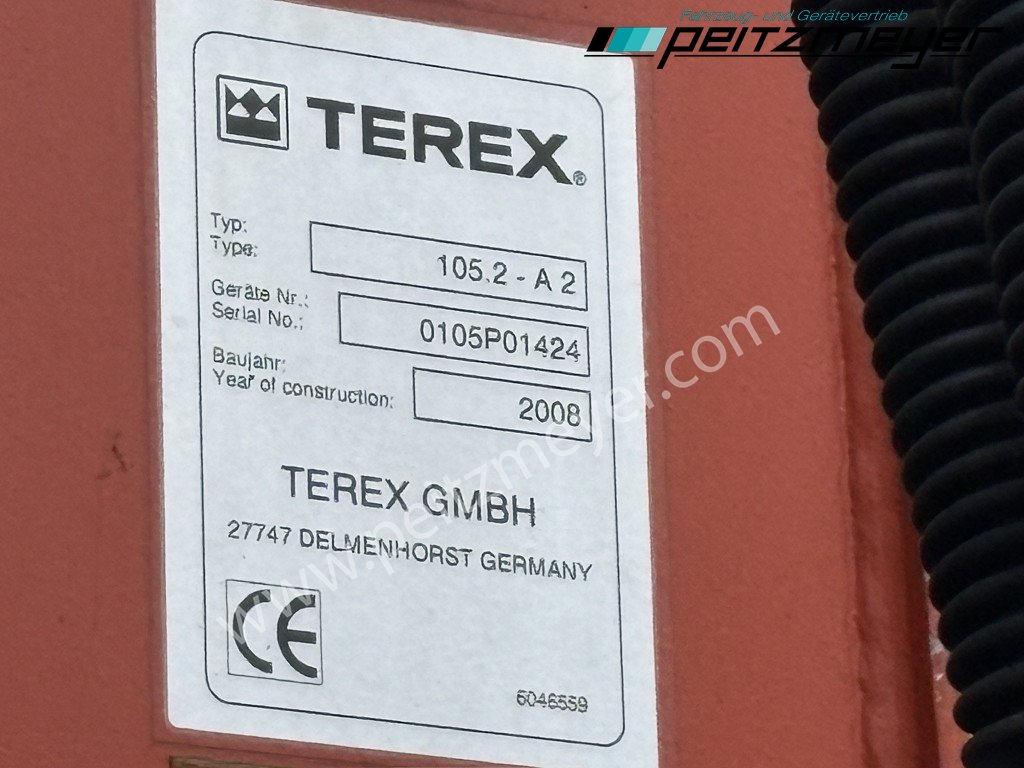 Fahrzeug- und Gerätevertrieb
peitzmeyer
TEREX®
Typ:
Type:
105.2 - A 2
Geräte Nr.:
Serial No.:
0105P01424
Baujahr:
Year of construction:
2008
TEREX GMBH
27747 DELMENHORST GERMANY
CE
6046559
www.peitzmeyer.com